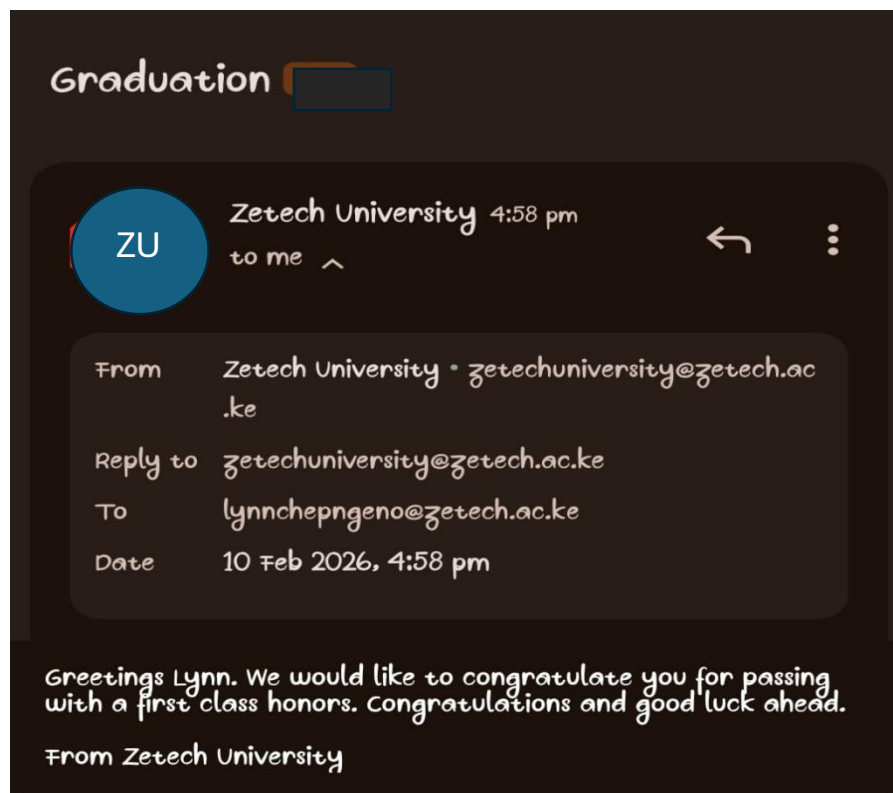 Graduation
ZU
Zetech University 4:58 pm
to me
From Zetech University · zetechuniversity@zetech.ac
.ke
Reply to zetechuniversity@zetech.ac.ke
To lynnchepngeno@zetech.ac.ke
Date 10 Feb 2026, 4:58 pm
Greetings Lynn. We would like to congratulate you for passing
with a first class honors. Congratulations and good luck ahead.
From Zetech University